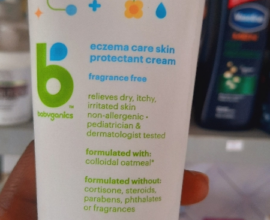 eczema care skin
protectant cream
fragrance free
b
babyganics
relieves dry, itchy,
irritated skin
non-allergenic •
pediatrician &
dermatologist tested
formulated with:
colloidal oatmeal*
formulated without:
cortisone, steroids,
parabens, phthalates
or fragrances
Vaseline